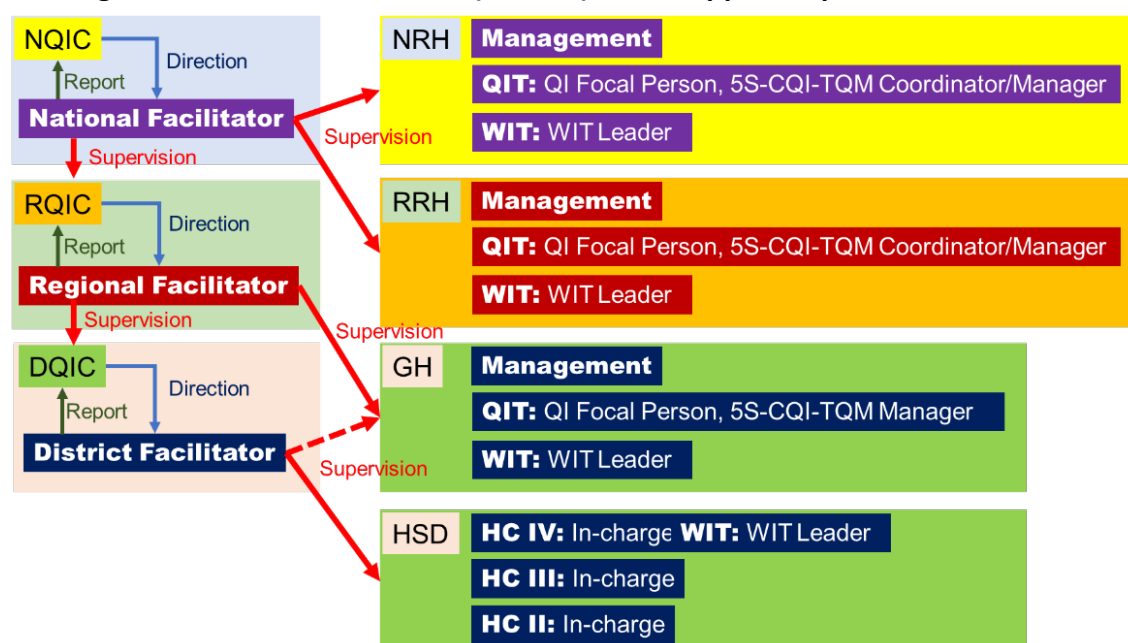 NQIC
Direction
Report
National Facilitator
Supervision
NRH
Management
QIT: QI Focal Person, 5S-CQI-TQM Coordinator/Manager
WIT: WIT Leader
Supervision
RQIC
Direction
Report
Regional Facilitator
Supervision
RRH
Management
QIT: QI Focal Person, 5S-CQI-TQM Coordinator/Manager
WIT: WIT Leader
Supervision
DQIC
Direction
Report
District Facilitator
GH
Management
QIT: QI Focal Person, 5S-CQI-TQM Manager
WIT: WIT Leader
Supervision
HSD
HC IV: In-charge WIT: WIT Leader
HC III: In-charge
HC II: In-charge